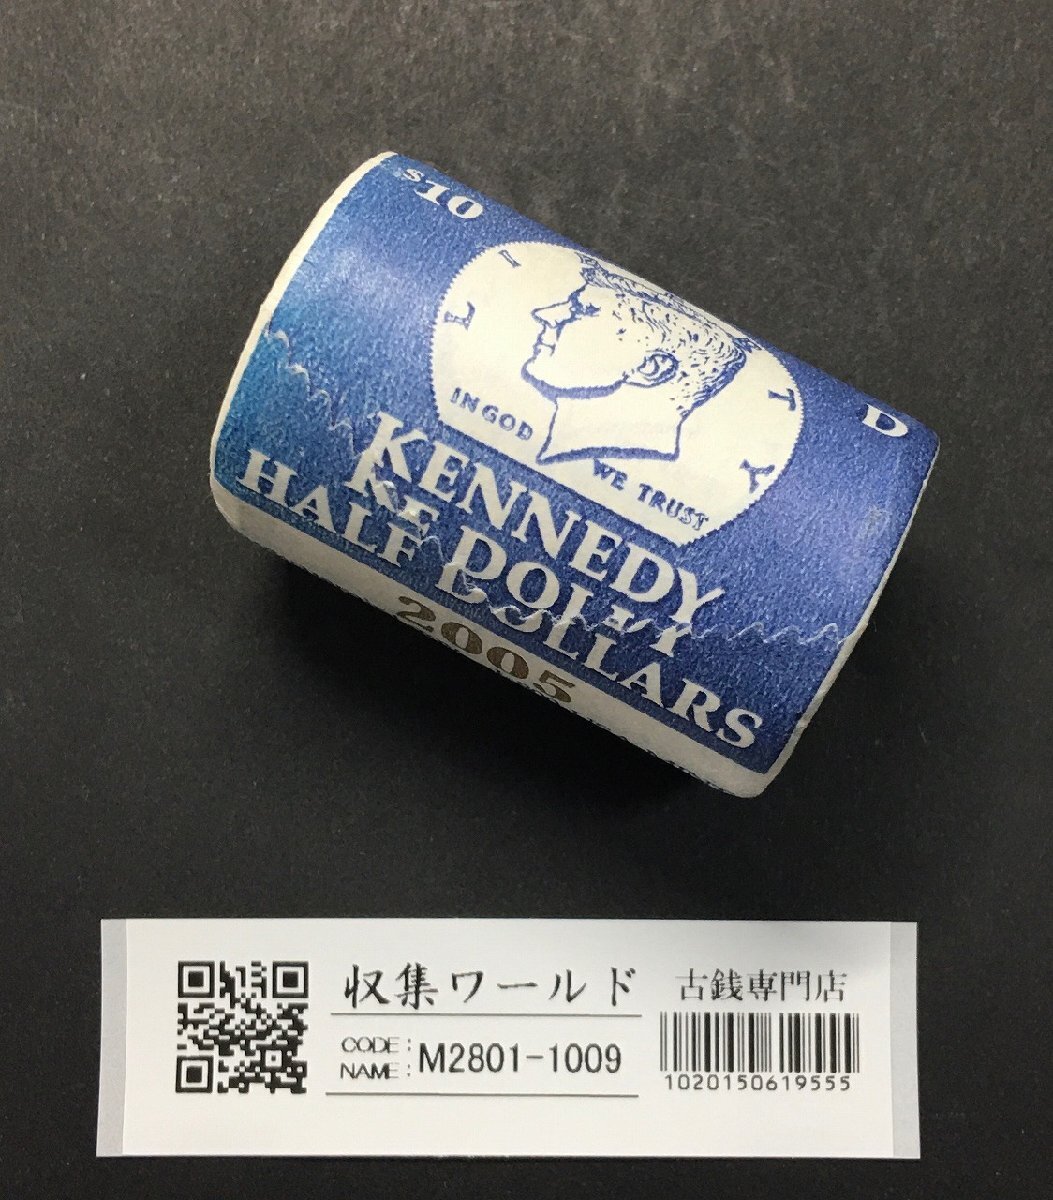 $10
D
L I
R T Y
IN GOD
WE TRUST
KENNEDY
HALF DOLLARS
2005
収集ワールド
古銭専門店
CODE:
NAME:
M2801-1009
1020150619555